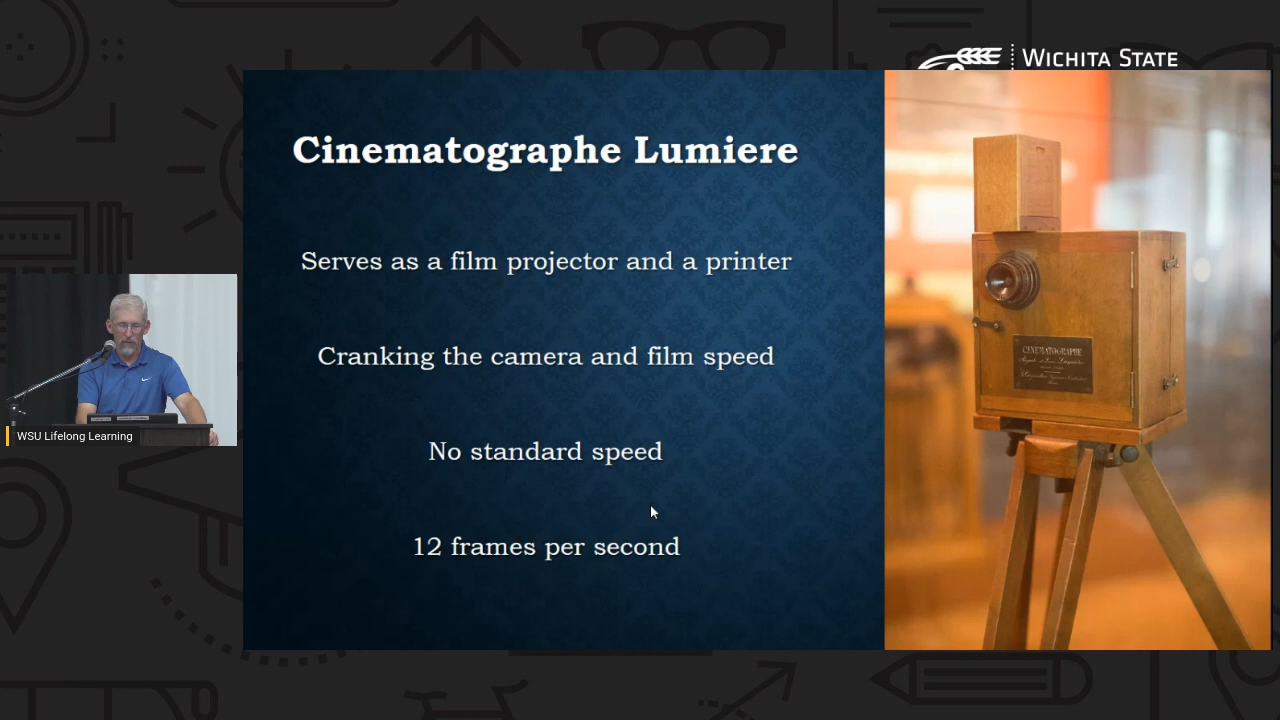 WICHITA STATE
Cinematographe Lumiere
Serves as a film projector and a printer
Cranking the camera and film speed
No standard speed
12 frames per second
WSU Lifelong Learning
CINEMATOGRAPHE